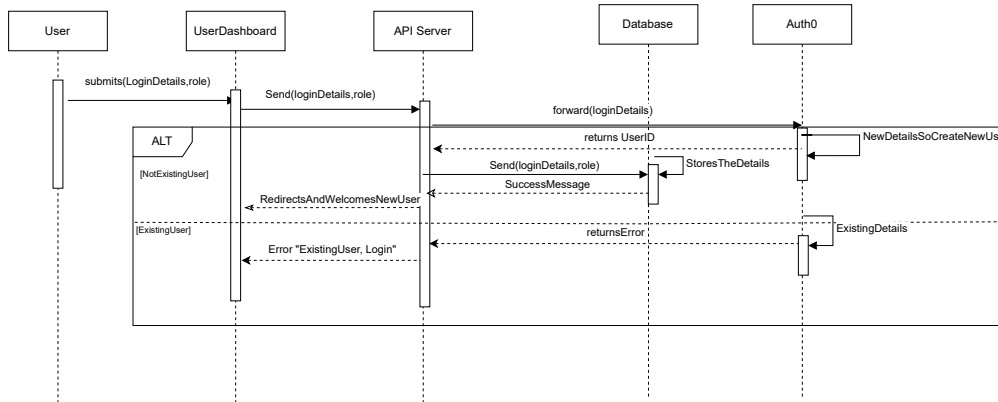 User
UserDashboard
API Server
Database
Auth0
submits(LoginDetails,role)
Send(loginDetails,role)
forward(loginDetails)
ALT
returns UserID
NewDetailsSoCreateNewUs
[NotExistingUser]
Send(loginDetails,role)
StoresTheDetails
SuccessMessage
RedirectsAndWelcomesNewUser
[ExistingUser]
returnsError
ExistingDetails
Error "ExistingUser, Login"